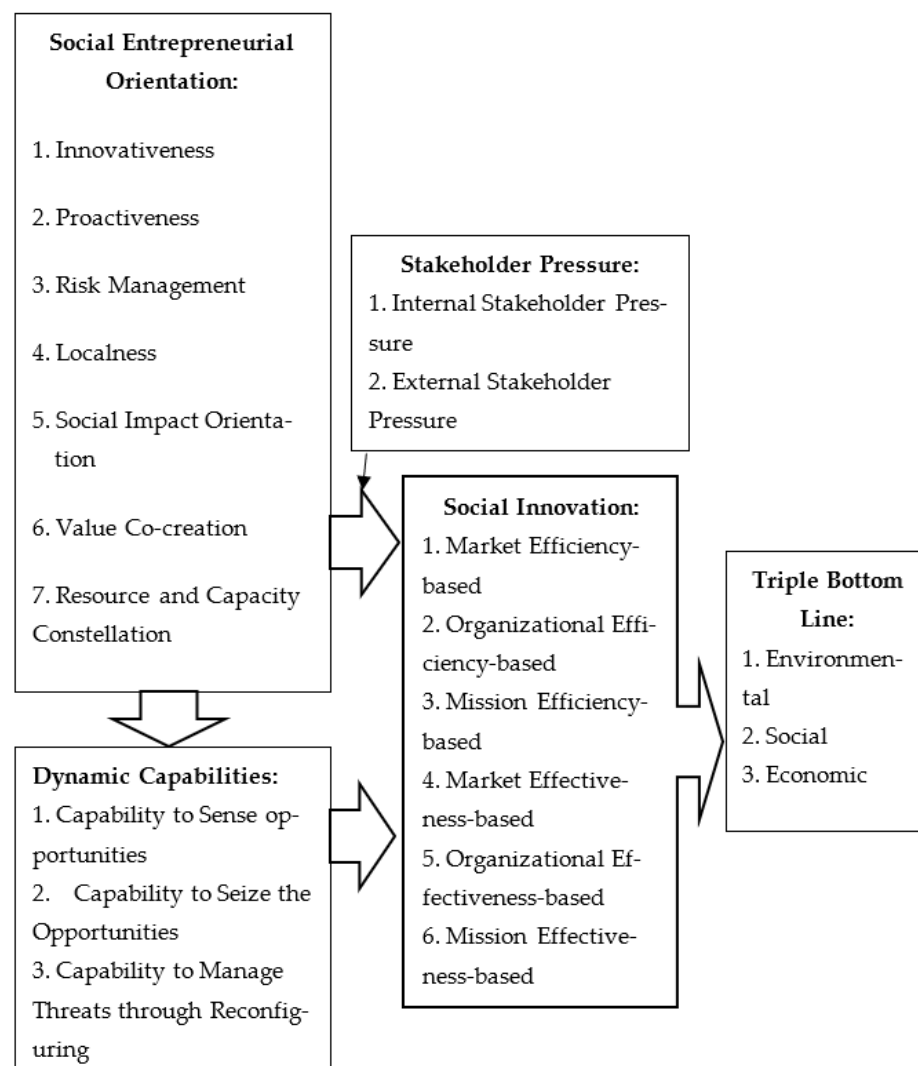 Social Entrepreneurial
Orientation:
1. Innovativeness
2. Proactiveness
3. Risk Management
4. Localness
5. Social Impact Orienta-
tion
6. Value Co-creation
7. Resource and Capacity
Constellation
Stakeholder Pressure:
1. Internal Stakeholder Pres-
sure
2. External Stakeholder
Pressure
Dynamic Capabilities:
1. Capability to Sense op-
portunities
2. Capability to Seize the
Opportunities
3. Capability to Manage
Threats through Reconfig-
uring
Social Innovation:
1. Market Efficiency-
based
2. Organizational Effi-
ciency-based
3. Mission Efficiency-
based
4. Market Effective-
ness-based
5. Organizational Ef-
fectiveness-based
6. Mission Effective-
ness-based
Triple Bottom
Line:
1. Environmen-
tal
2. Social
3. Economic